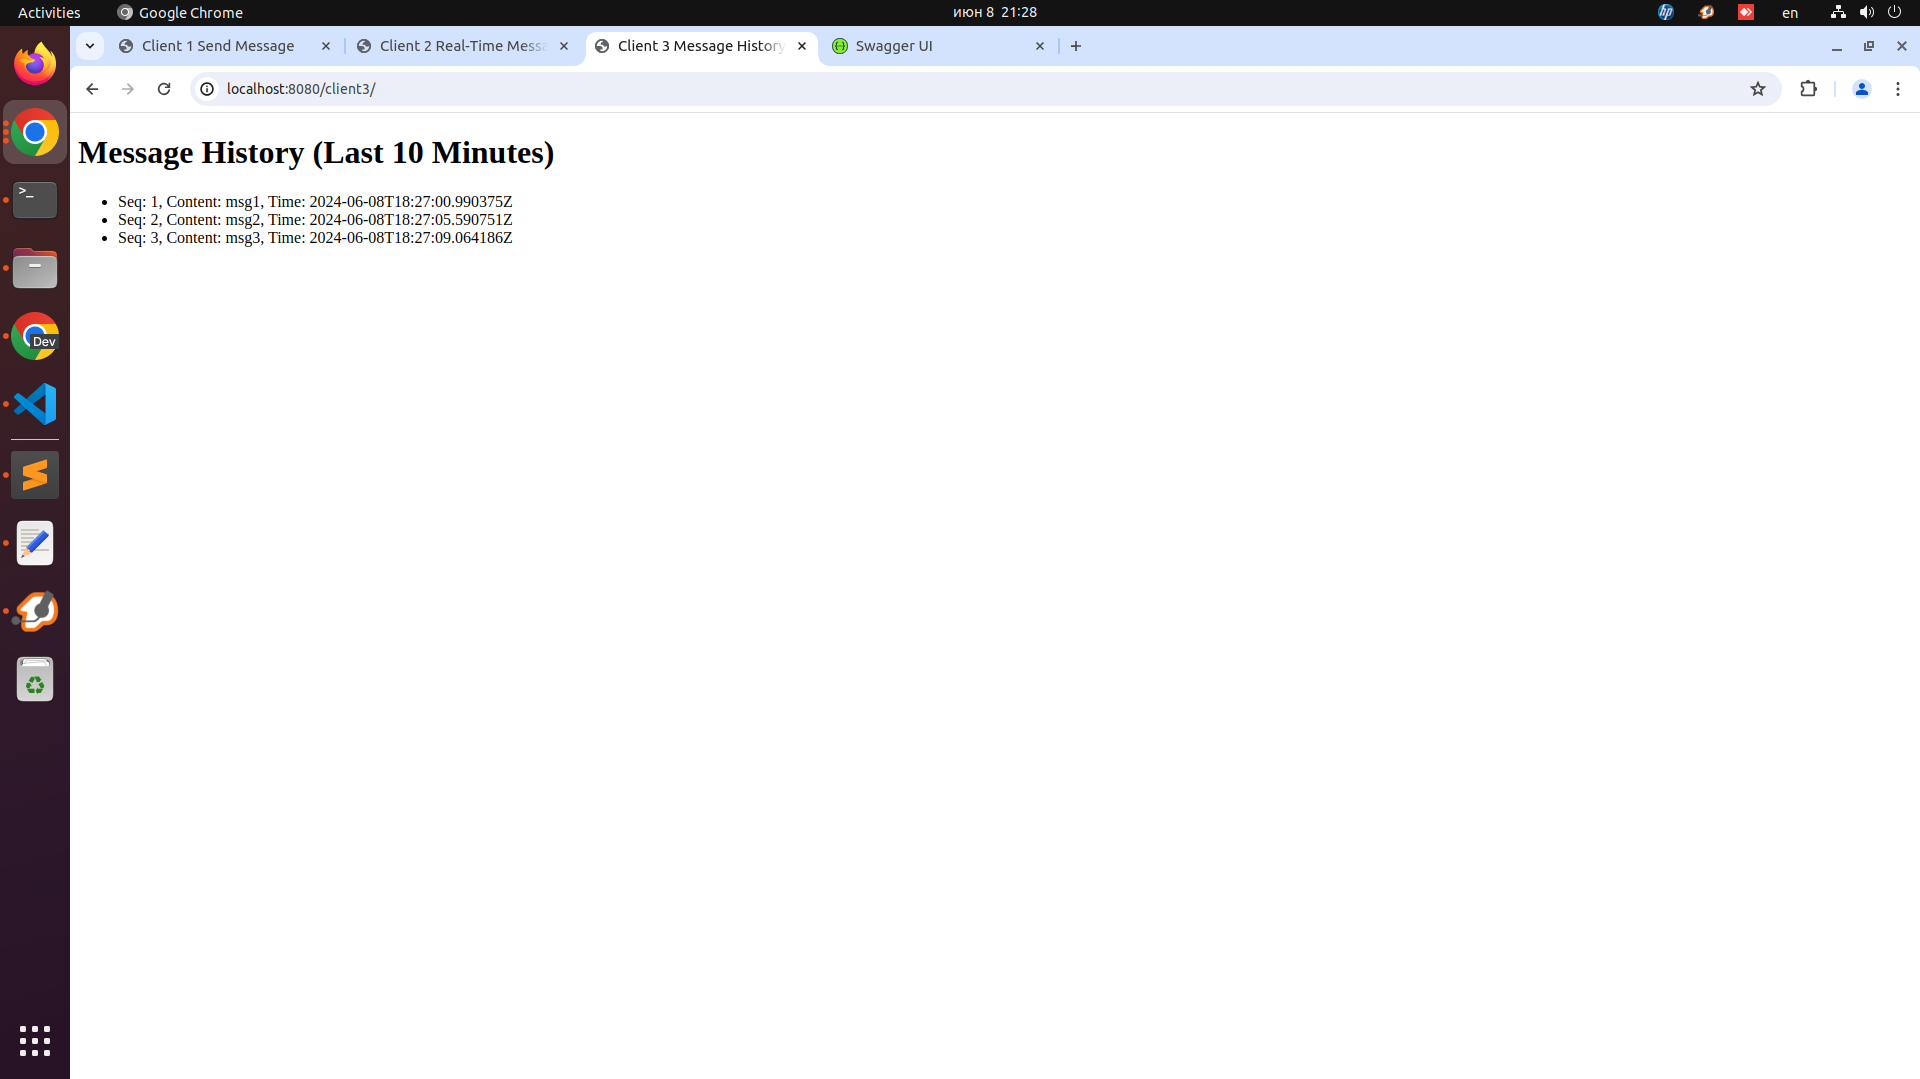 Activities
Google Chrome
июн 8 21:28
en
Client 1 Send Message
Client 2 Real-Time Messa
Client 3 Message History
Swagger UI
localhost:8080/client3/
Message History (Last 10 Minutes)
Seq: 1, Content: msg1, Time: 2024-06-08T18:27:00.990375Z
Seq: 2, Content: msg2, Time: 2024-06-08T18:27:05.590751Z
Seq: 3, Content: msg3, Time: 2024-06-08T18:27:09.064186Z
>_
Dev
hp